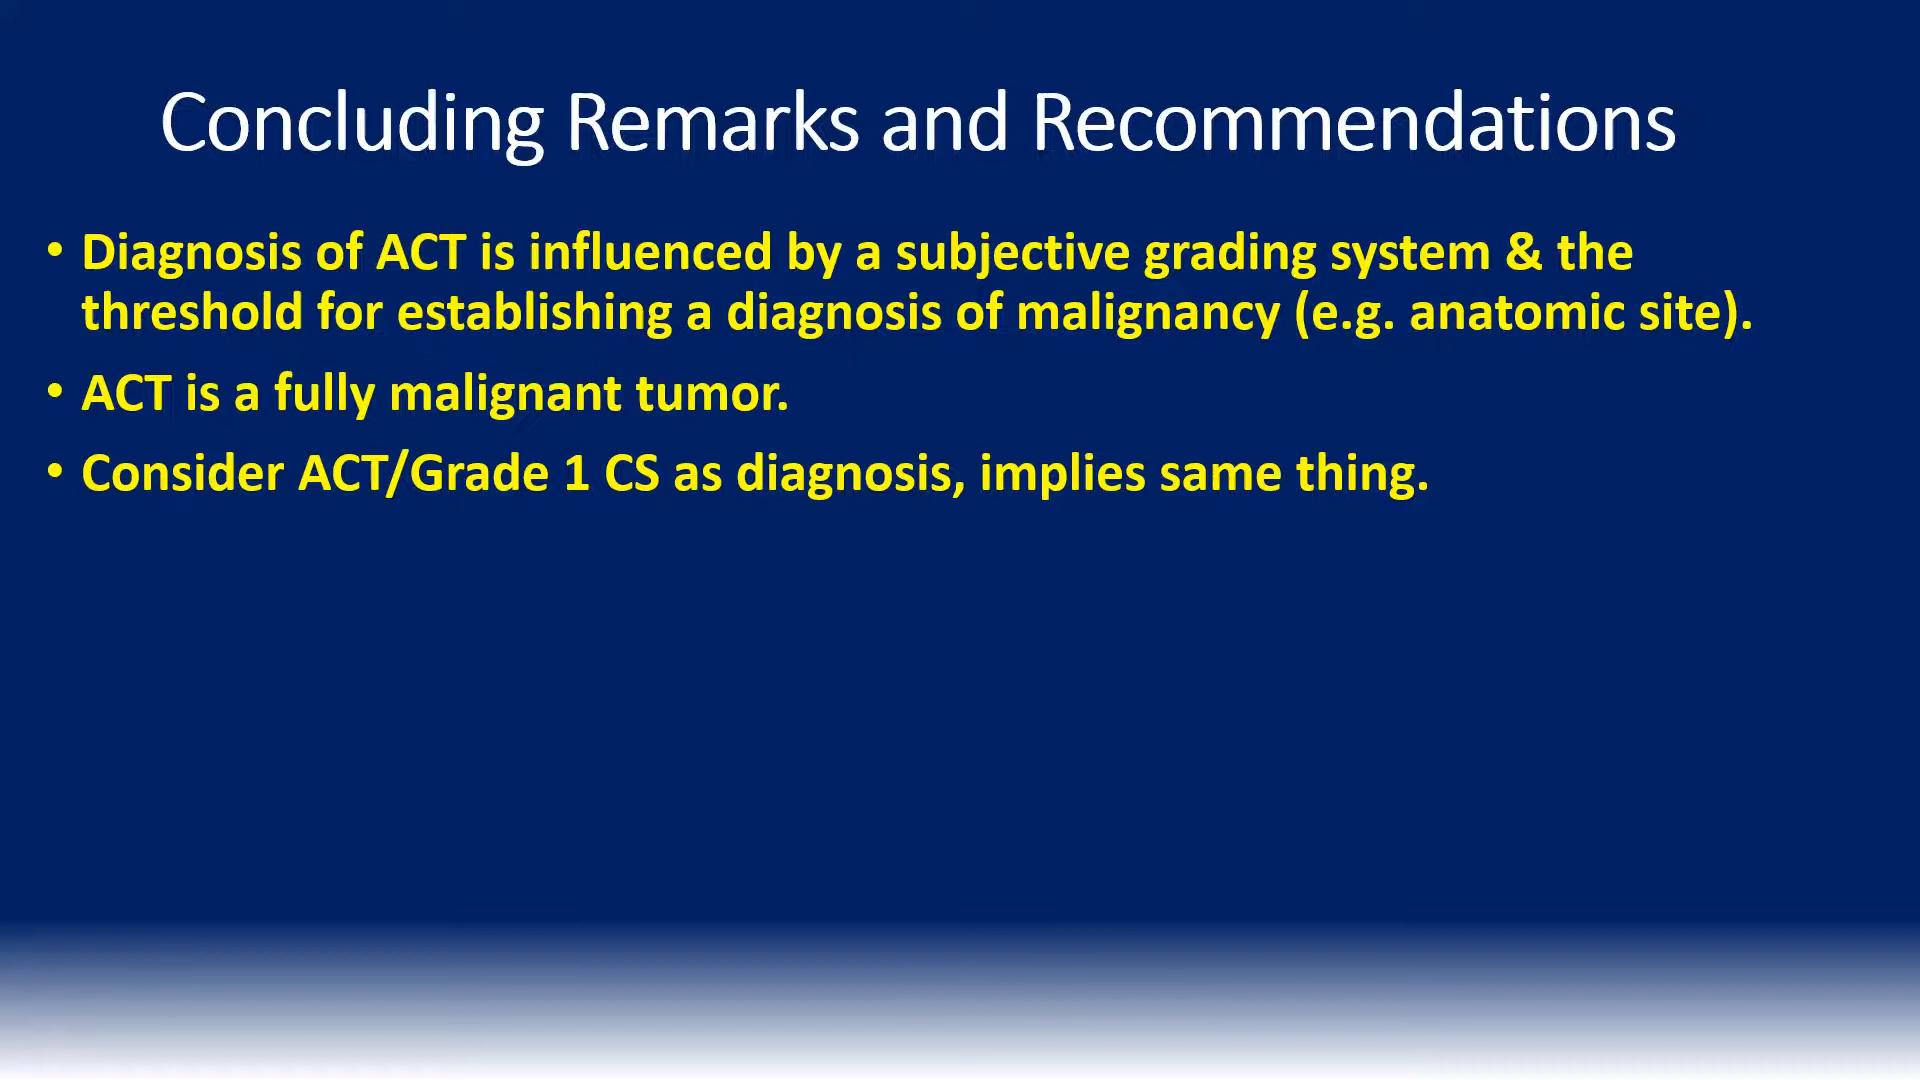 Concluding Remarks and Recommendations
• Diagnosis of ACT is influenced by a subjective grading system & the
threshold for establishing a diagnosis of malignancy (e.g. anatomic site).
• ACT is a fully malignant tumor.
• Consider ACT/Grade 1 CS as diagnosis, implies same thing.